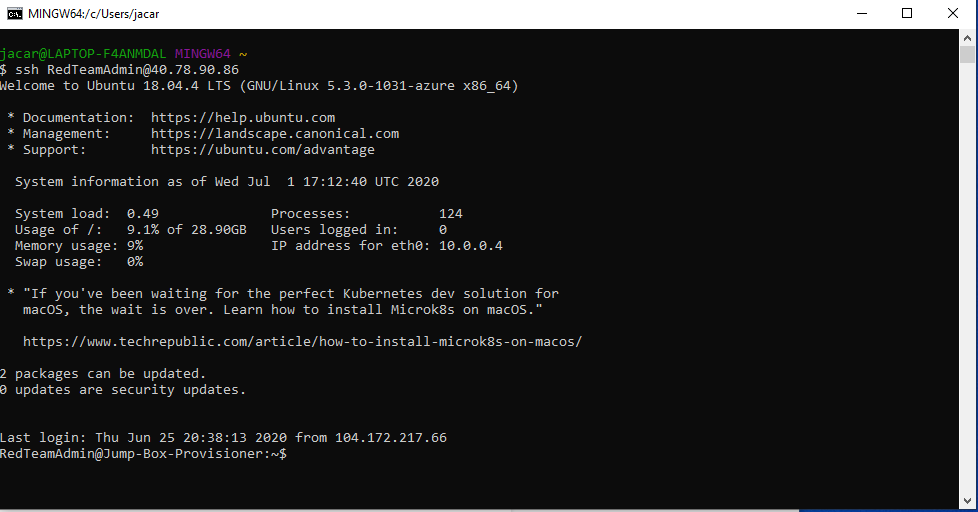 MINGW64:/c/Users/jacar
jacar@LAPTOP-F4ANMDAL MINGW64 ~
$ ssh RedTeamAdmin@40.78.90.86
Welcome to Ubuntu 18.04.4 LTS (GNU/Linux 5.3.0-1031-azure x86_64)
* Documentation:  https://help.ubuntu.com
* Management:     https://landscape.canonical.com
* Support:        https://ubuntu.com/advantage
System information as of Wed Jul  1 17:12:40 UTC 2020
System load:  0.49              Processes:           124
Usage of /:   9.1% of 28.90GB   Users logged in:     0
Memory usage: 9%                IP address for eth0: 10.0.0.4
Swap usage:   0%
* "If you've been waiting for the perfect Kubernetes dev solution for
macOS, the wait is over. Learn how to install Microk8s on macOS."
https://www.techrepublic.com/article/how-to-install-microk8s-on-macos/
2 packages can be updated.
0 updates are security updates.
Last login: Thu Jun 25 20:38:13 2020 from 104.172.217.66
RedTeamAdmin@Jump-Box-Provisioner:~$